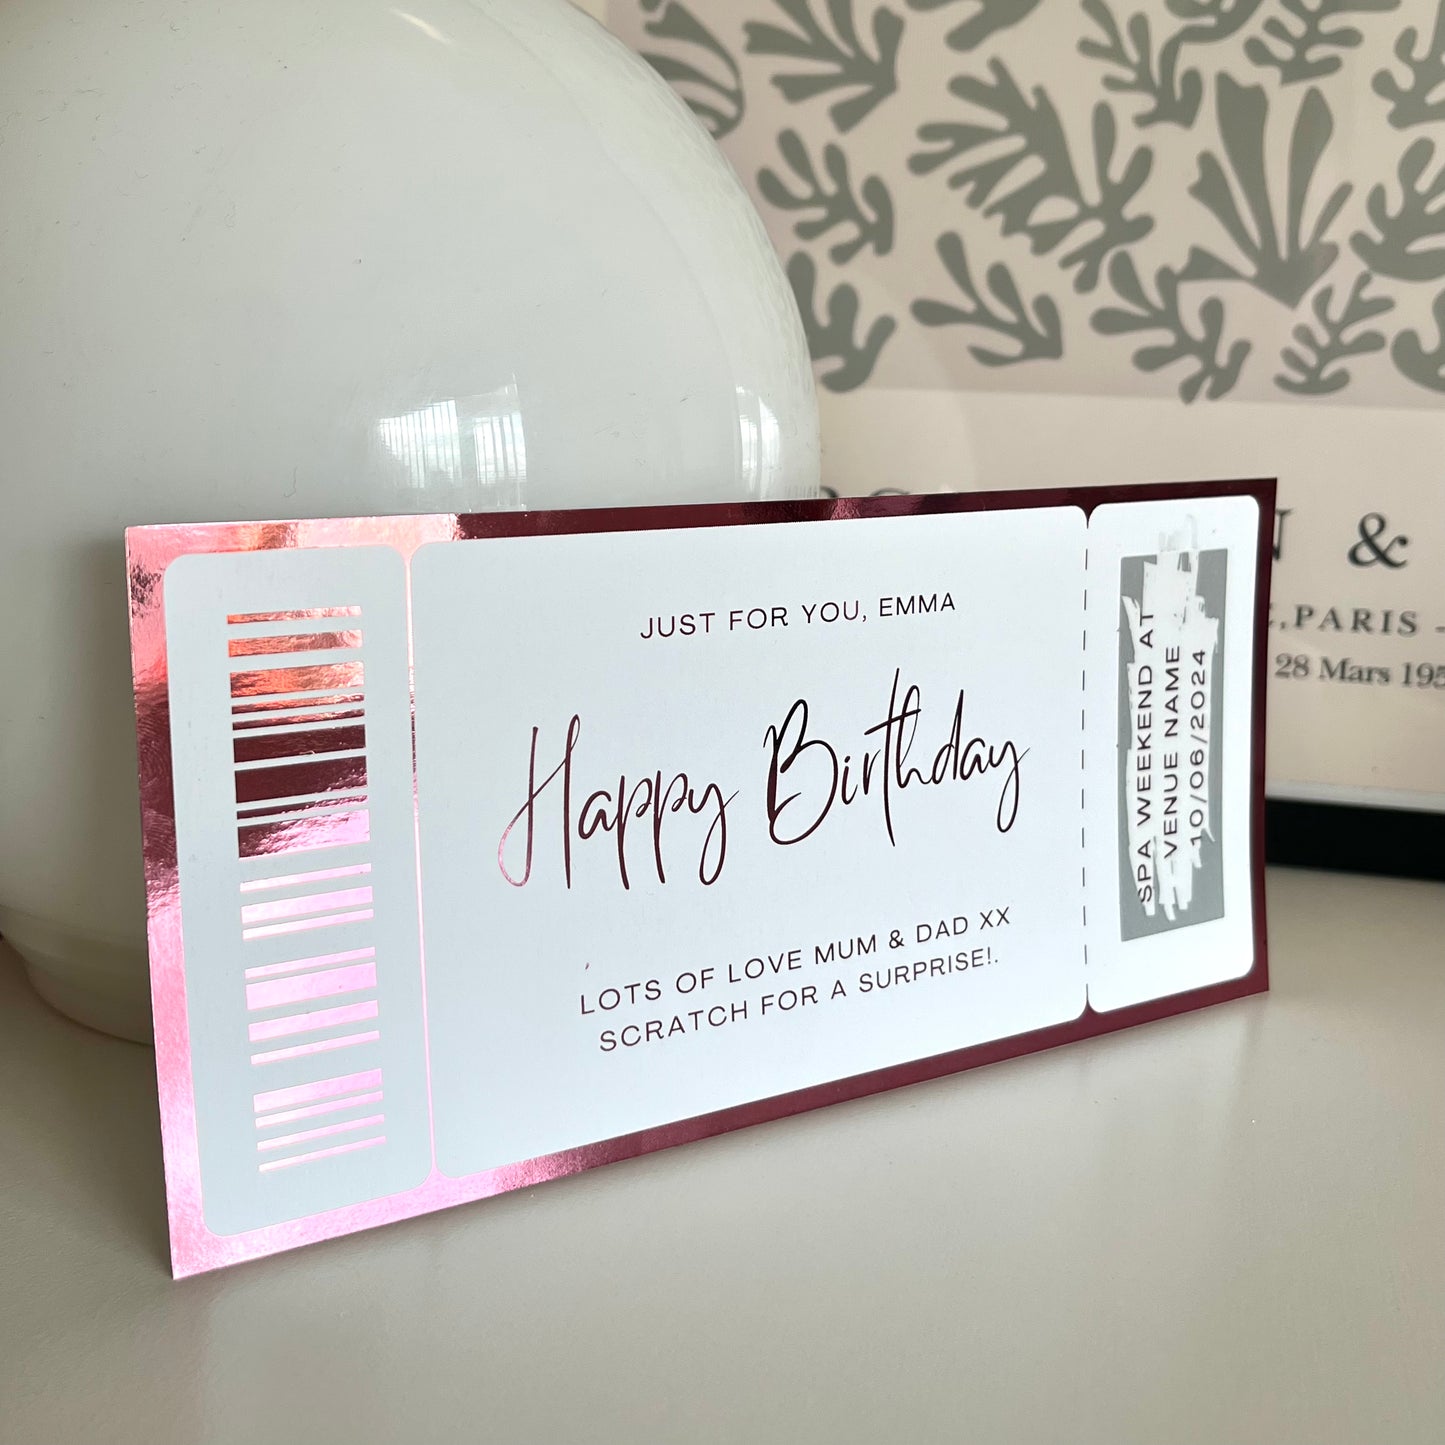 JUST FOR YOU, EMMA
Happy Birthday
LOTS OF LOVE MUM & DAD XX
SCRATCH FOR A SURPRISE!.
SPA WEEKEND AT
VENUE NAME
10/06/2024
&
, PARIS -
28 Mars 195